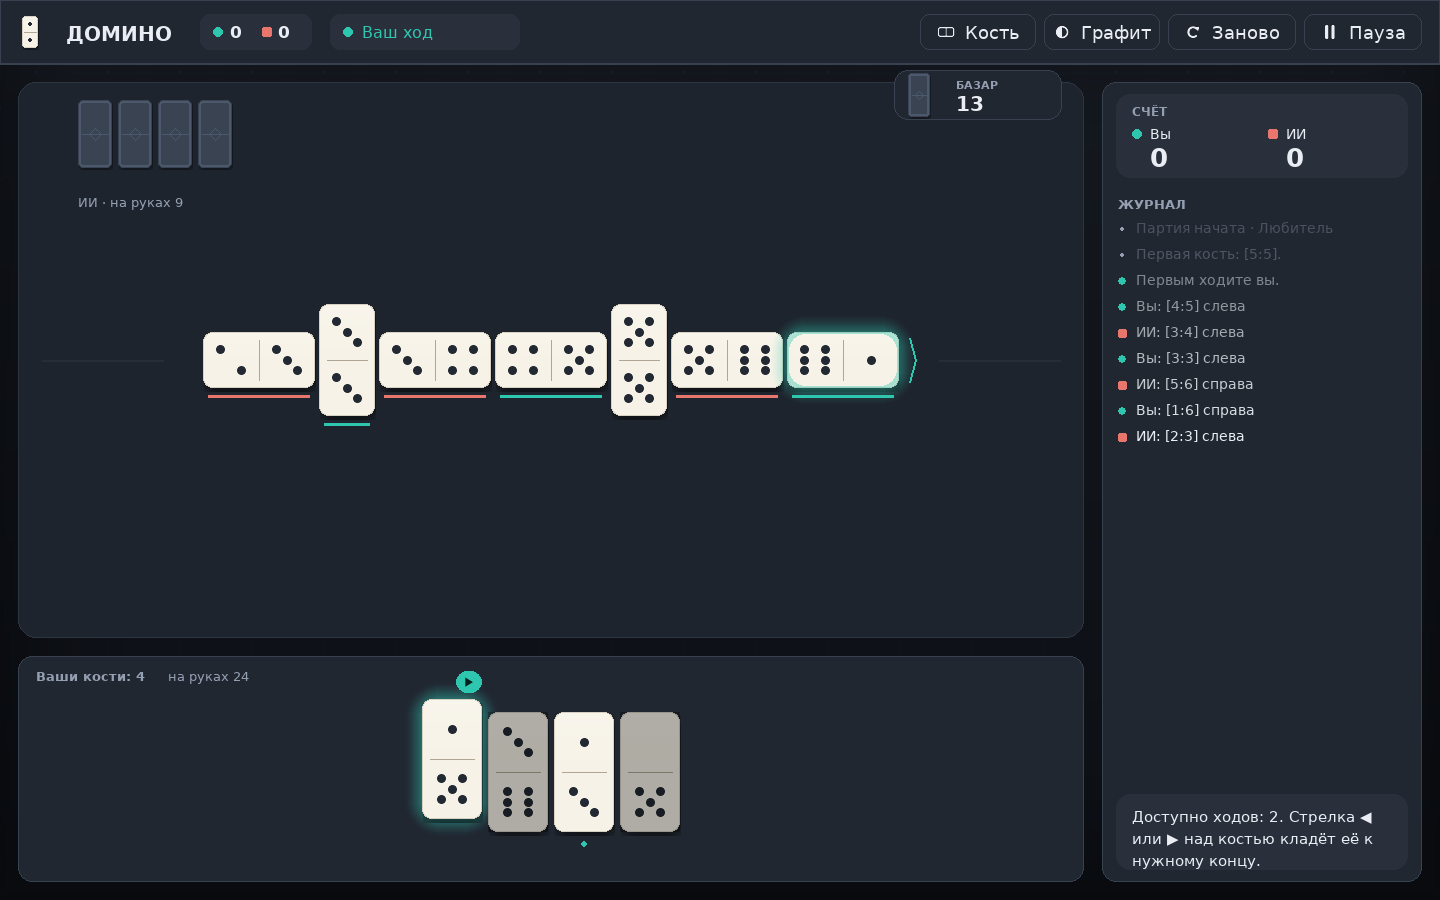 ДОМИНО
0 0
Ваш ход
Кость
Графит
Заново
Пауза
БАЗАР
13
ИИ · на руках 9
СЧЁТ
Вы ИИ
0 0
ЖУРНАЛ
Партия начата · Любитель
Первая кость: [5:5].
Первым ходите вы.
Вы: [4:5] слева
ИИ: [3:4] слева
Вы: [3:3] слева
ИИ: [5:6] справа
Вы: [1:6] справа
ИИ: [2:3] слева
Ваши кости: 4 на руках 24
Доступно ходов: 2. Стрелка ◀
или ▶ над костью кладёт её к
нужному концу.